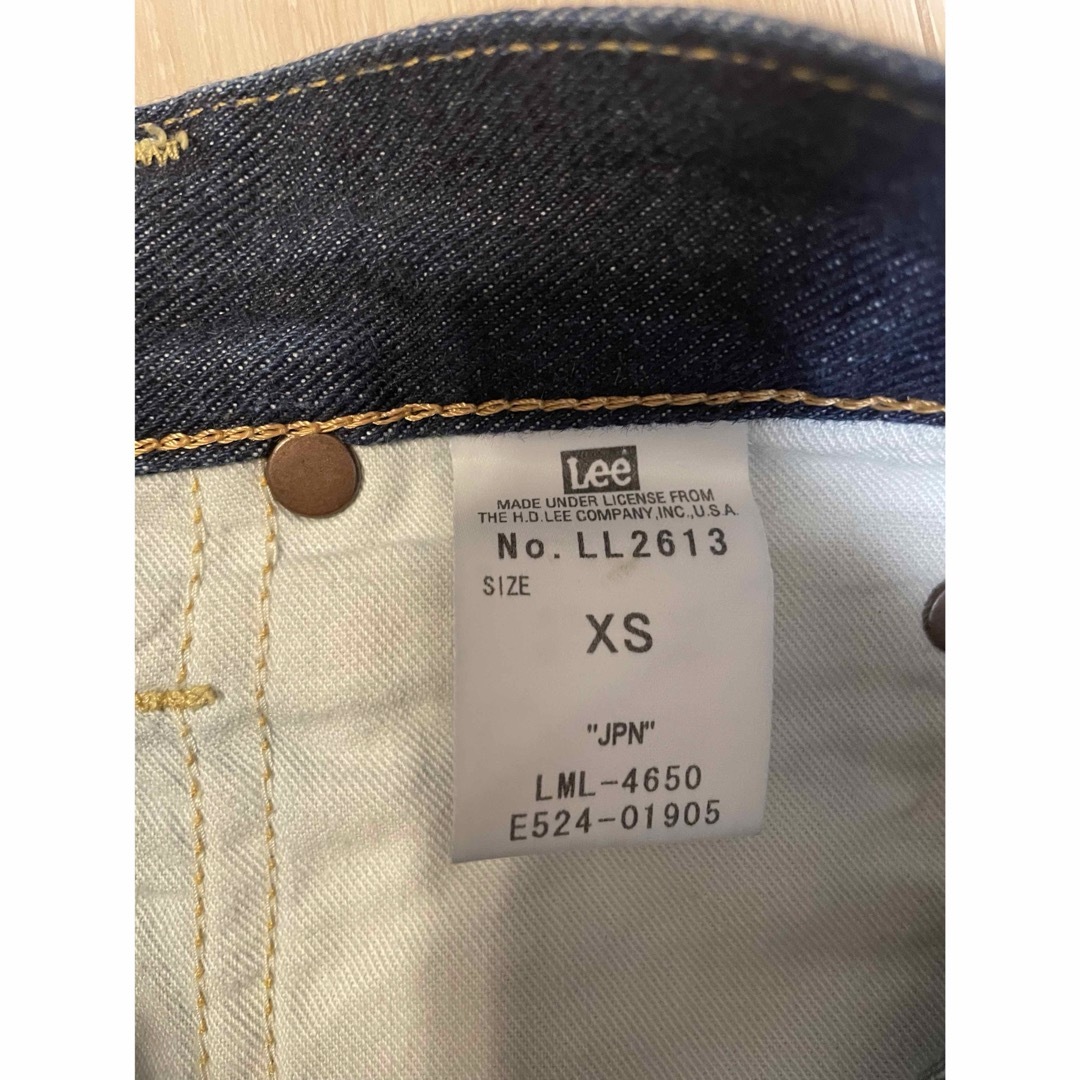 Lee
MADE UNDER LICENSE FROM
THE H.D.LEE COMPANY,INC.,U.S.A.
No. LL2613
SIZE
XS
"JPN"
LML-4650
E524-01905